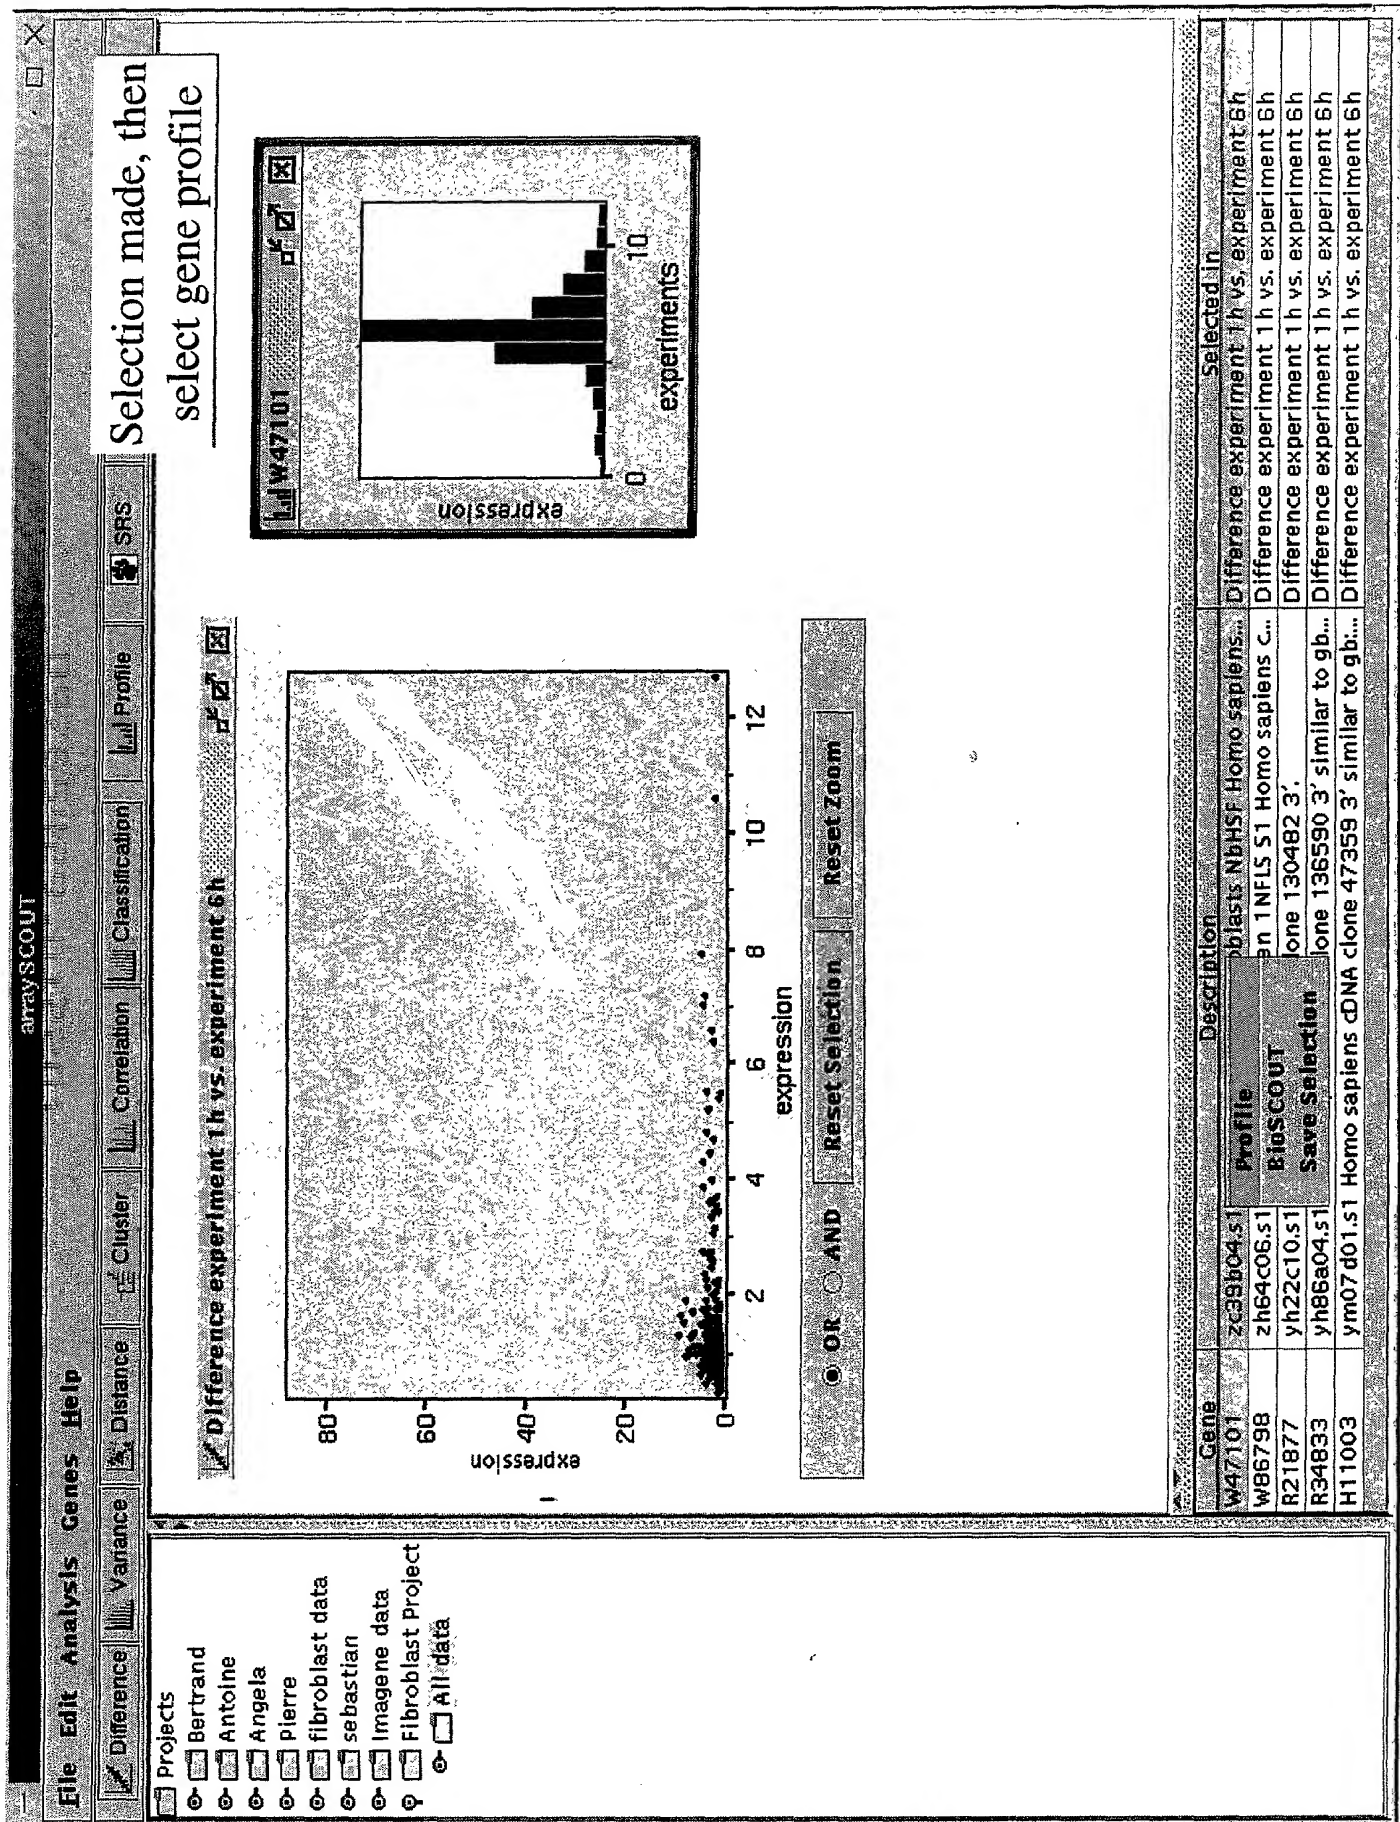 arraySCOUT
File Edit Analysis Genes Help
Difference Variance Distance Cluster Correlation Classification Profile SRS
Selection made, then
select gene profile
Projects
Bertrand
Antoine
Angela
Pierre
fibroblast data
sebastian
Imagene data
Fibroblast Project
All data
Difference experiment 1h vs. experiment 6h
expression
80
60
40
20
0
2 4 6 8 10 12
expression
OR AND Reset Selection Reset Zoom
W47101
expression
0 10
experiments
Gene Description Selected in
W47101 zc39b04.s1 oblasts NbHSF Homo sapiens... Difference experiment 1h vs. experiment 6h
W86798 zh64c06.s1 en 1NFLS S1 Homo sapiens c... Difference experiment 1h vs. experiment 6h
R21877 yh22c10.s1 lone 130482 3'. Difference experiment 1h vs. experiment 6h
R34833 yh86a04.s1 lone 136590 3' similar to gb... Difference experiment 1h vs. experiment 6h
H11003 ym07d01.s1 Homo sapiens cDNA clone 47359 3' similar to gb:... Difference experiment 1h vs. experiment 6h
Profile
BioSCOUT
Save Selection